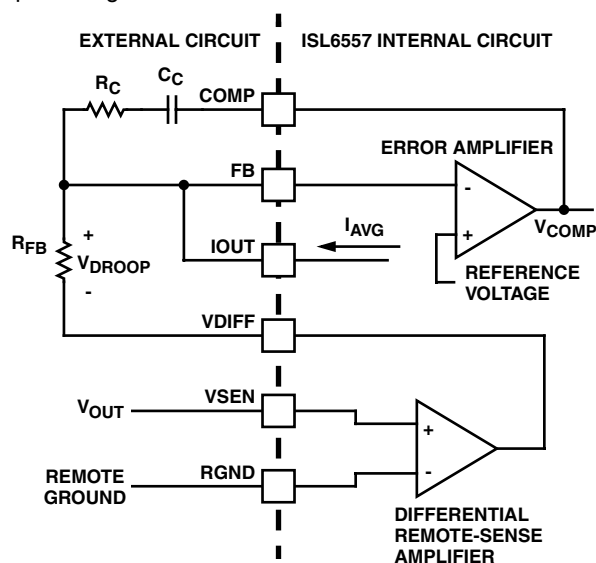 EXTERNAL CIRCUIT
ISL6557 INTERNAL CIRCUIT
RC
CC
COMP
ERROR AMPLIFIER
FB
-
IAVG
VCOMP
RFB
+
VDROOP
-
IOUT
+
REFERENCE
VOLTAGE
VDIFF
VOUT
VSEN
+
REMOTE
GROUND
RGND
-
DIFFERENTIAL
REMOTE-SENSE
AMPLIFIER